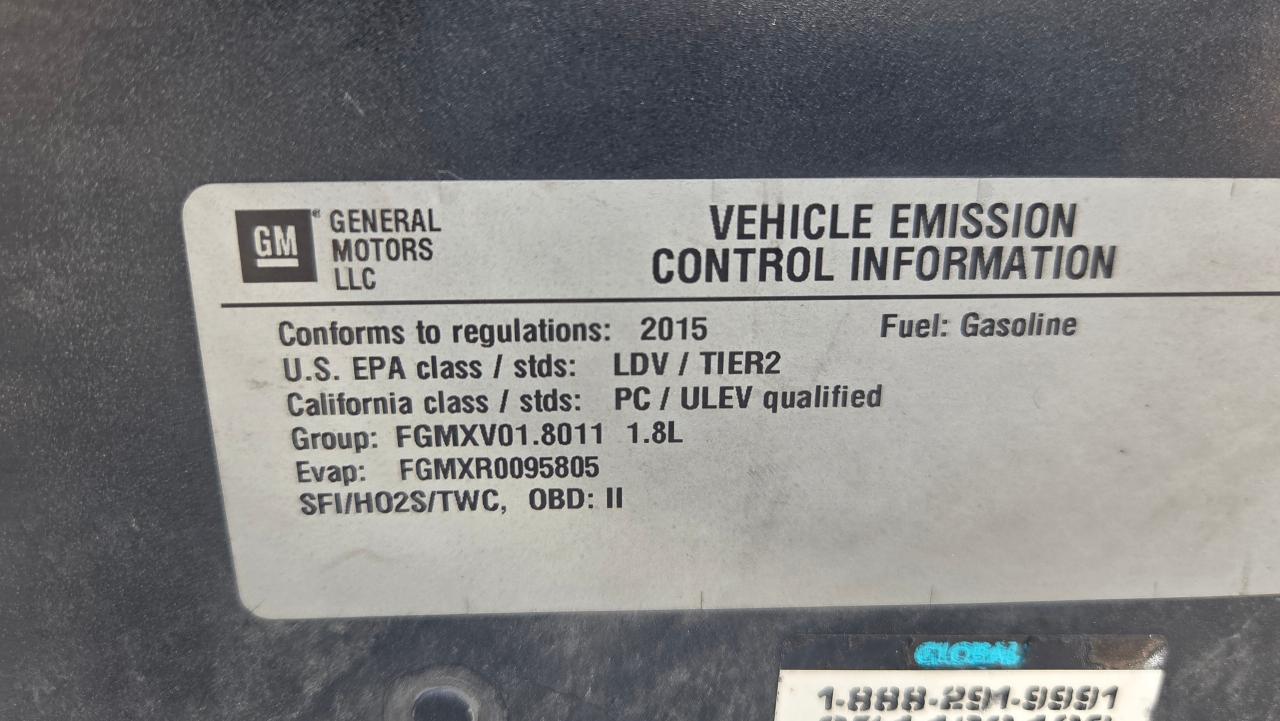 GM
GENERAL
MOTORS
LLC
VEHICLE EMISSION
CONTROL INFORMATION
Conforms to regulations: 2015 Fuel: Gasoline
U.S. EPA class / stds: LDV / TIER2
California class / stds: PC / ULEV qualified
Group: FGMXV01.8011 1.8L
Evap: FGMXR0095805
SFI/HO2S/TWC, OBD: II
GLOBAL
1-888-291-9991